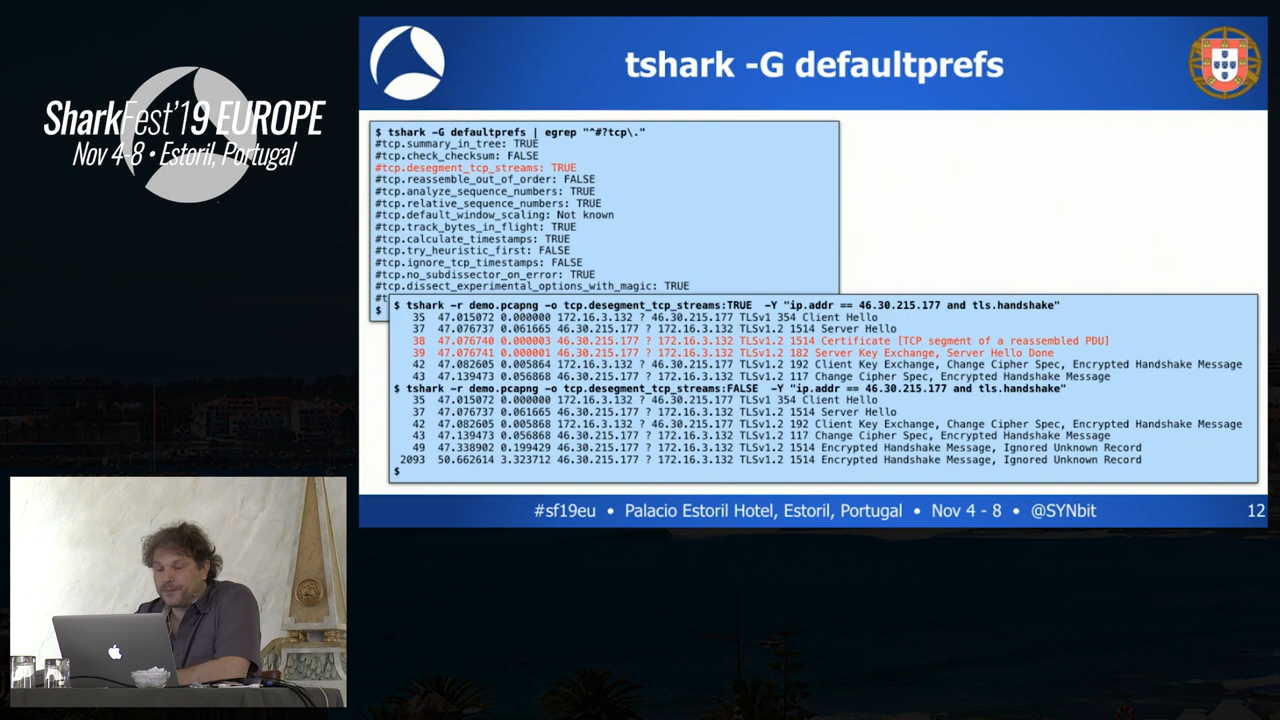 SharkFest'19 EUROPE
Nov 4-8 • Estoril, Portugal
tshark -G defaultprefs
$ tshark -G defaultprefs | egrep "^#?tcp\."
#tcp.summary_in_tree: TRUE
#tcp.check_checksum: FALSE
#tcp.desegment_tcp_streams: TRUE
#tcp.reassemble_out_of_order: FALSE
#tcp.analyze_sequence_numbers: TRUE
#tcp.relative_sequence_numbers: TRUE
#tcp.default_window_scaling: Not known
#tcp.track_bytes_in_flight: TRUE
#tcp.calculate_timestamps: TRUE
#tcp.try_heuristic_first: FALSE
#tcp.ignore_tcp_timestamps: FALSE
#tcp.no_subdissector_on_error: TRUE
#tcp.dissect_experimental_options_with_magic: TRUE
#t
$
$ tshark -r demo.pcapng -o tcp.desegment_tcp_streams:TRUE -Y "ip.addr == 46.30.215.177 and tls.handshake"
35 47.015072 0.000000 172.16.3.132 ? 46.30.215.177 TLSv1 354 Client Hello
37 47.076737 0.061665 46.30.215.177 ? 172.16.3.132 TLSv1.2 1514 Server Hello
38 47.076740 0.000003 46.30.215.177 ? 172.16.3.132 TLSv1.2 1514 Certificate [TCP segment of a reassembled PDU]
39 47.076741 0.000001 46.30.215.177 ? 172.16.3.132 TLSv1.2 182 Server Key Exchange, Server Hello Done
42 47.082605 0.005864 172.16.3.132 ? 46.30.215.177 TLSv1.2 192 Client Key Exchange, Change Cipher Spec, Encrypted Handshake Message
43 47.139473 0.056868 46.30.215.177 ? 172.16.3.132 TLSv1.2 117 Change Cipher Spec, Encrypted Handshake Message
$ tshark -r demo.pcapng -o tcp.desegment_tcp_streams:FALSE -Y "ip.addr == 46.30.215.177 and tls.handshake"
35 47.015072 0.000000 172.16.3.132 ? 46.30.215.177 TLSv1 354 Client Hello
37 47.076737 0.061665 46.30.215.177 ? 172.16.3.132 TLSv1.2 1514 Server Hello
42 47.082605 0.005868 172.16.3.132 ? 46.30.215.177 TLSv1.2 192 Client Key Exchange, Change Cipher Spec, Encrypted Handshake Message
43 47.139473 0.056868 46.30.215.177 ? 172.16.3.132 TLSv1.2 117 Change Cipher Spec, Encrypted Handshake Message
49 47.338902 0.199429 46.30.215.177 ? 172.16.3.132 TLSv1.2 1514 Encrypted Handshake Message, Ignored Unknown Record
2093 50.662614 3.323712 46.30.215.177 ? 172.16.3.132 TLSv1.2 1514 Encrypted Handshake Message, Ignored Unknown Record
$
#sf19eu • Palacio Estoril Hotel, Estoril, Portugal • Nov 4 - 8 • @SYNbit
12